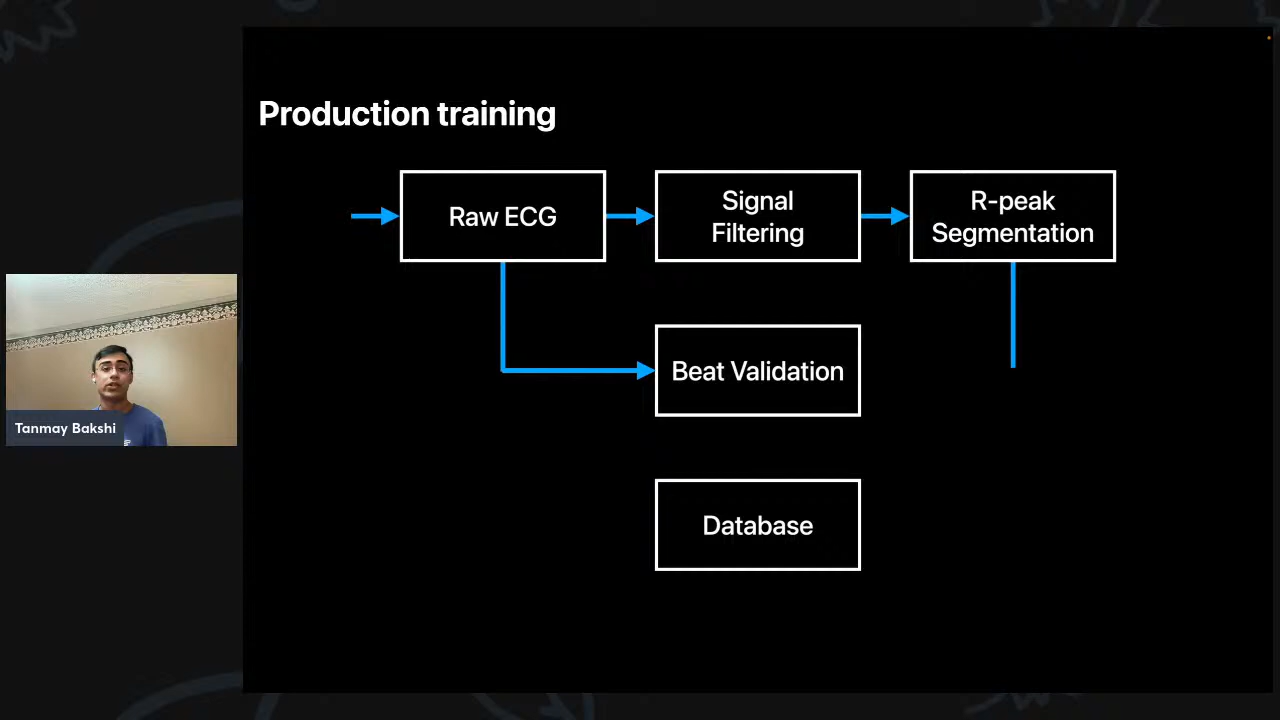 Production training
Raw ECG
Signal
Filtering
R-peak
Segmentation
Beat Validation
Database
Tanmay Bakshi